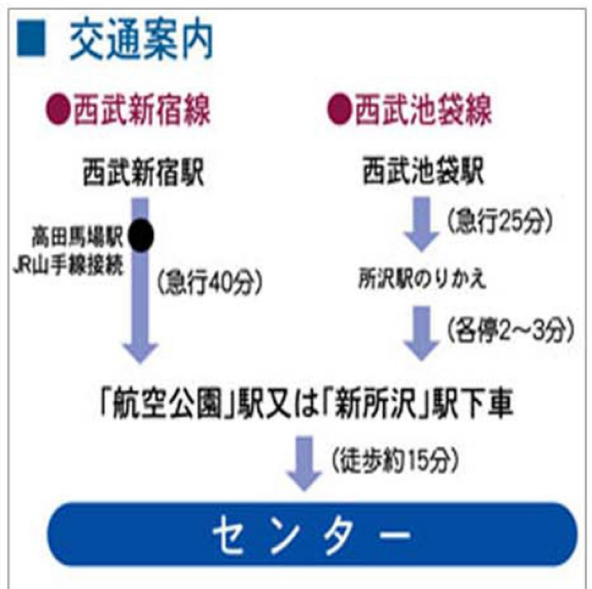 ■ 交通案内
●西武新宿線
西武新宿駅
高田馬場駅
JR山手線接続
(急行40分)
●西武池袋線
西武池袋駅
(急行25分)
所沢駅のりかえ
(各停2～3分)
「航空公園」駅又は「新所沢」駅下車
(徒歩約15分)
センター